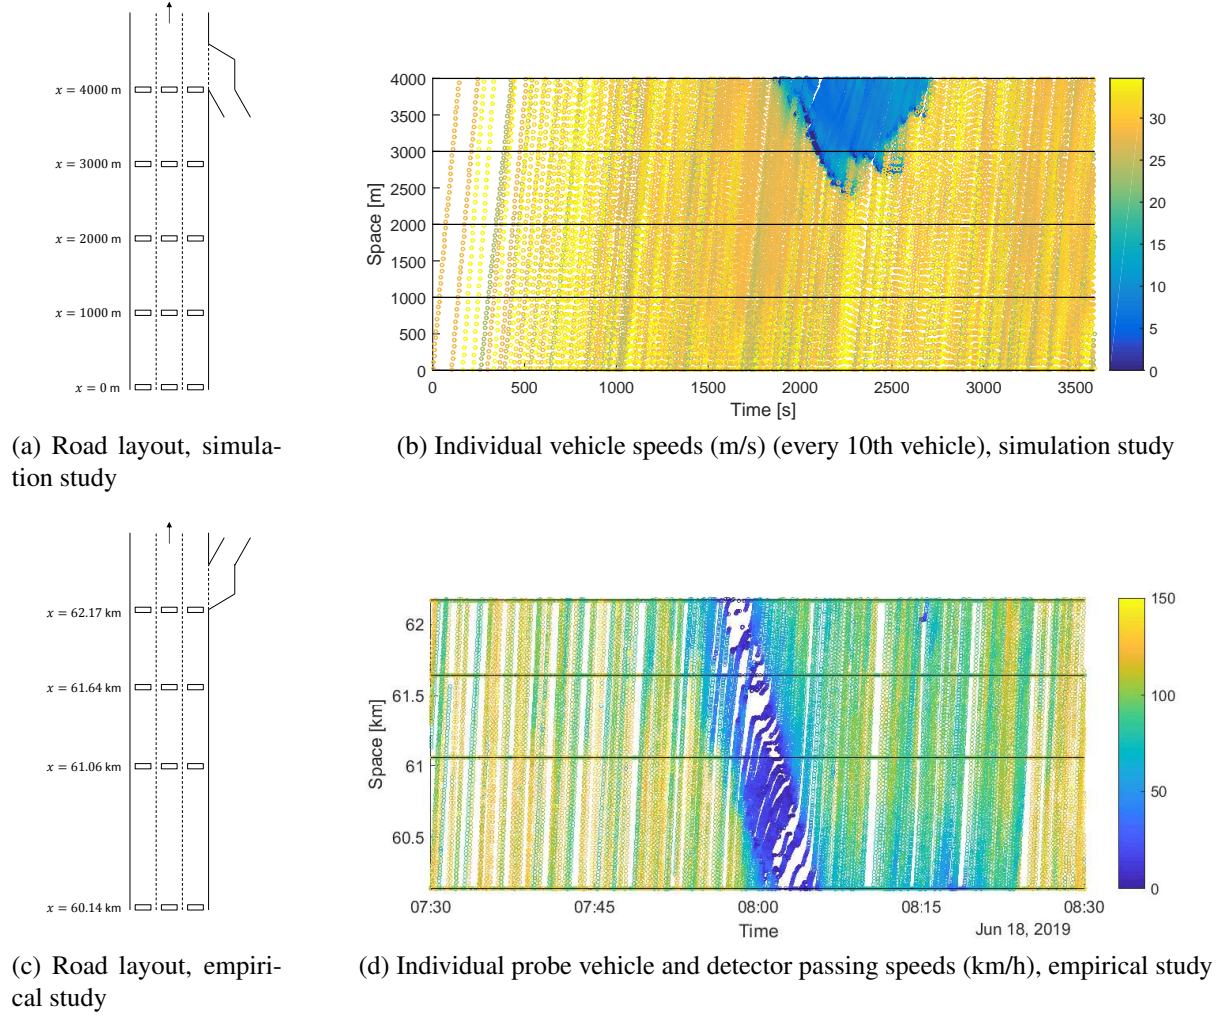 x = 4000 m
x = 3000 m
x = 2000 m
x = 1000 m
x = 0 m
(a) Road layout, simula-
tion study
4000
3500
3000
2500
2000
1500
1000
500
0
Space [m]
0 500 1000 1500 2000 2500 3000 3500
Time [s]
30
25
20
15
10
5
0
(b) Individual vehicle speeds (m/s) (every 10th vehicle), simulation study
x = 62.17 km
x = 61.64 km
x = 61.06 km
x = 60.14 km
(c) Road layout, empiri-
cal study
62
61.5
61
60.5
Space [km]
07:30 07:45 08:00 08:15 08:30
Time
Jun 18, 2019
150
100
50
0
(d) Individual probe vehicle and detector passing speeds (km/h), empirical study